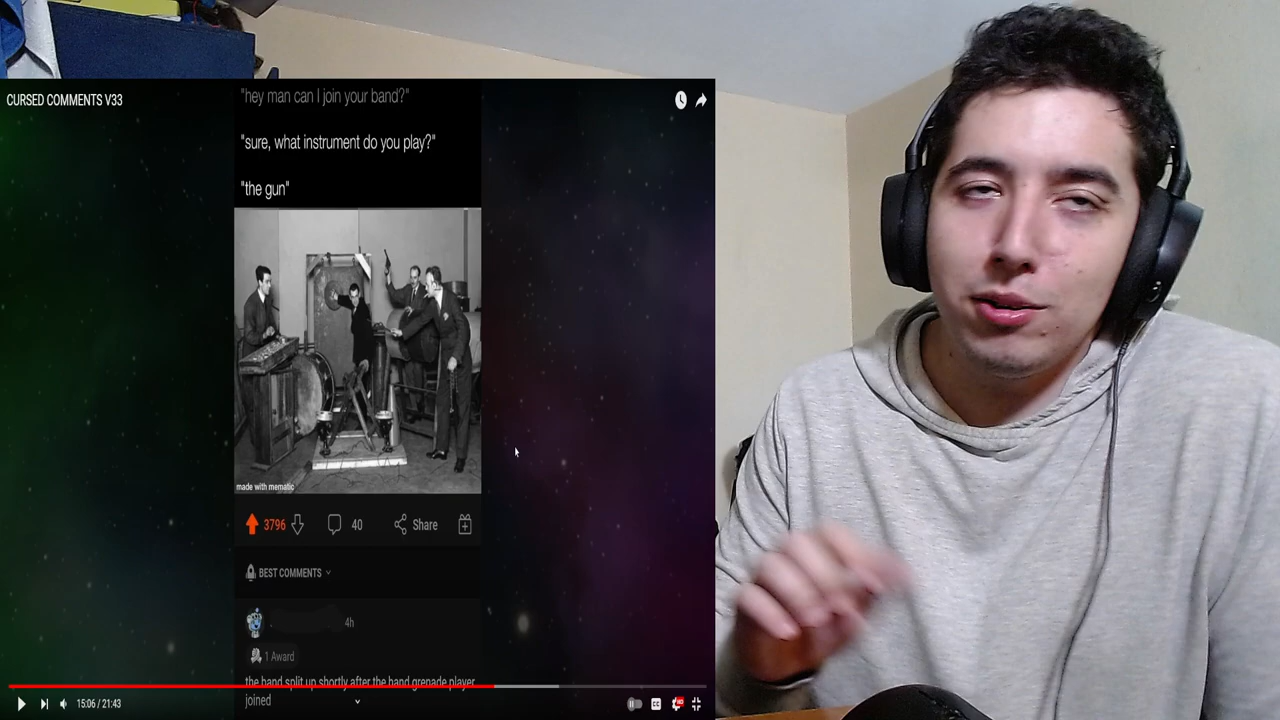 CURSED COMMENTS V33
"hey man can I join your band?"
"sure, what instrument do you play?"
"the gun"
made with mematic
3796
40
Share
BEST COMMENTS
4h
1 Award
the band split up shortly after the hand grenade player
joined
15:06 / 21:43
CC
HD